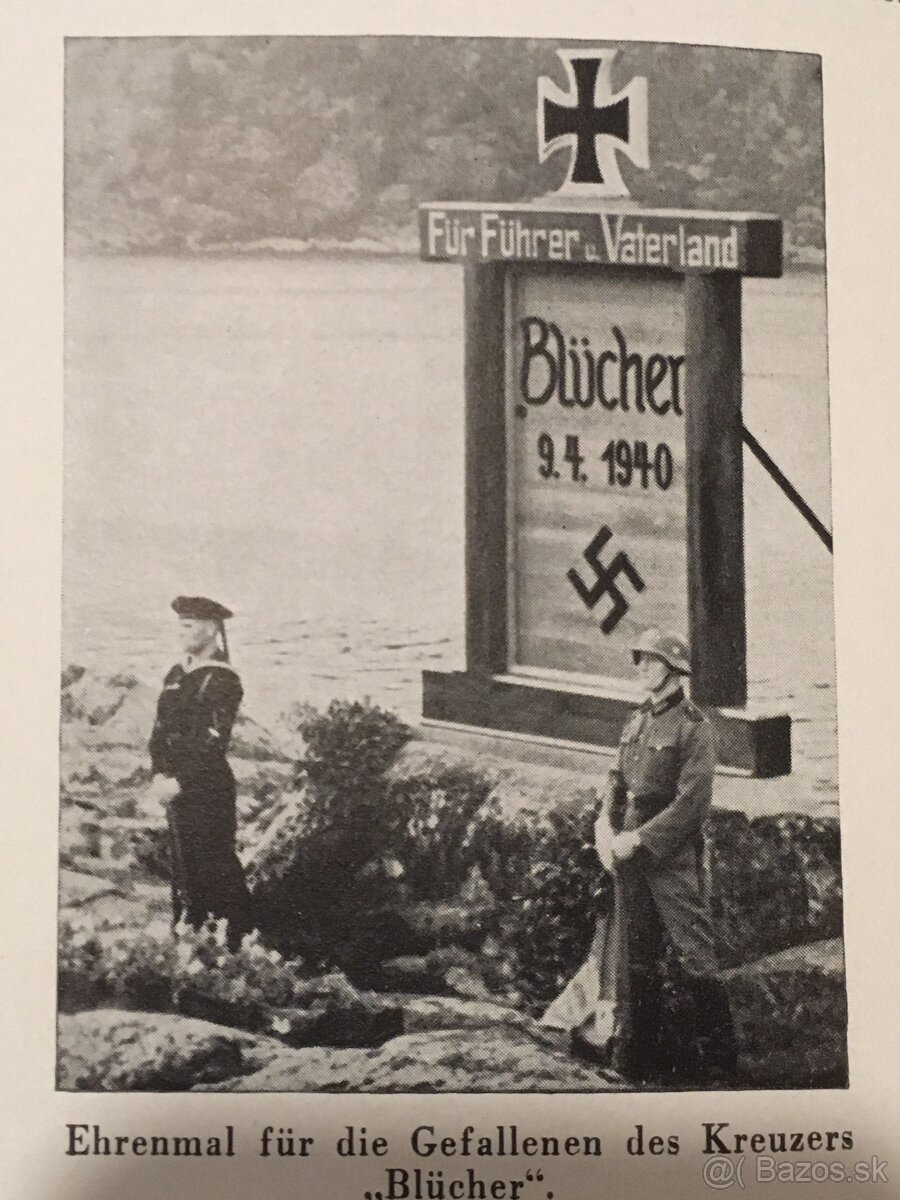 Für Führer u. Vaterland
„Blücher
9.4. 1940
Ehrenmal für die Gefallenen des Kreuzers
„Blücher“.
@( Bazos.sk